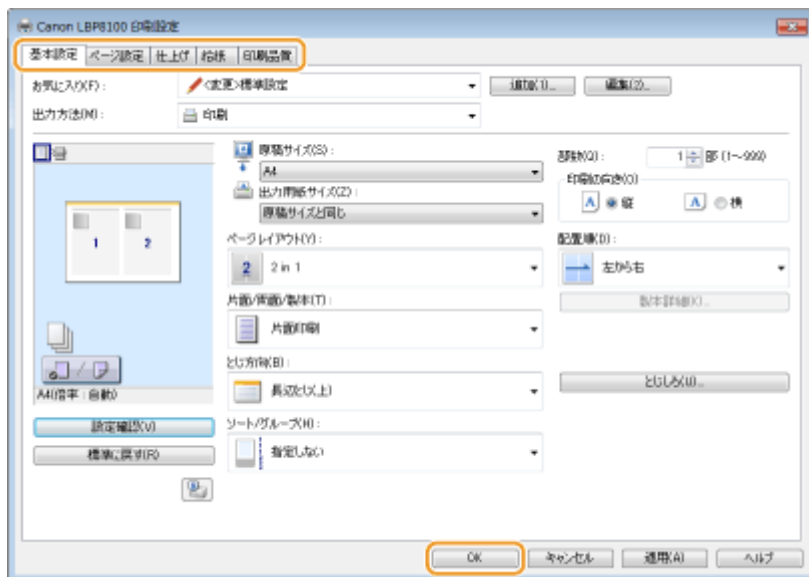 Canon LBP8100 印刷設定
基本設定 ページ設定 仕上げ 給紙 印刷品質
お気に入り(F): <変更>標準設定 追加(1)... 編集(2)...
出力方法(M): 印刷
原稿サイズ(S):
A4
出力用紙サイズ(Z):
原稿サイズと同じ
部数(Q): 1 部 (1～999)
印刷の向き(O)
A 縦 A 横
1 2
ページレイアウト(Y):
2 2 in 1
配置順(D):
左から右
片面/両面/製本(T):
片面印刷
製本詳細(X)...
とじ方向(B):
長辺とじ(上)
とじしろ(U)...
A4(倍率:自動)
設定確認(V)
標準に戻す(R)
ソート/グループ(H):
指定しない
OK キャンセル 適用(A) ヘルプ